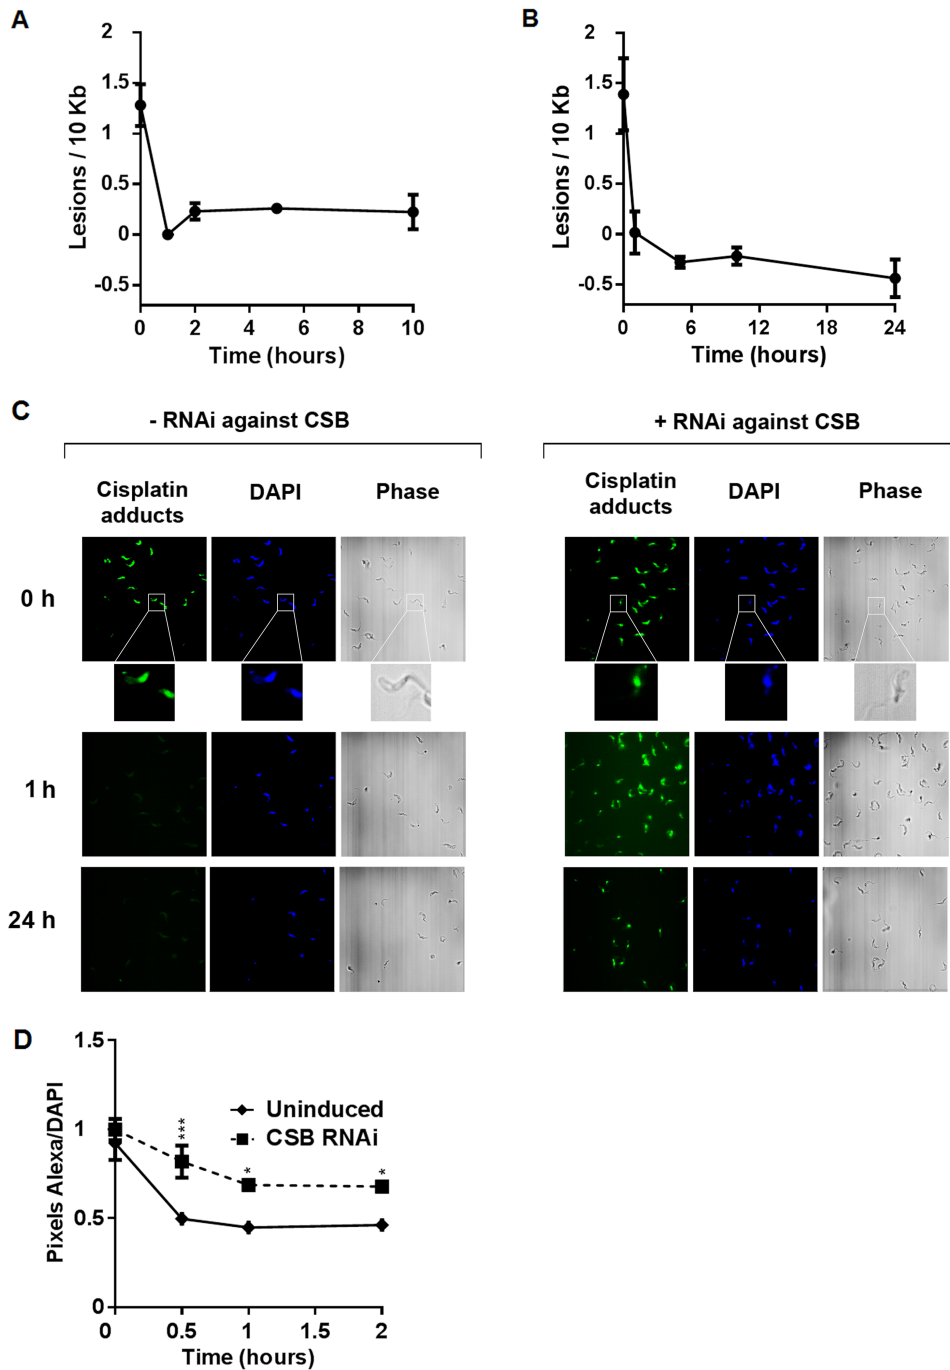 A
2
1.5
1
0.5
0
-0.5
Lesions / 10 Kb
0 2 4 6 8 10
Time (hours)
B
2
1.5
1
0.5
0
-0.5
Lesions / 10 Kb
0 6 12 18 24
Time (hours)
C
- RNAi against CSB
Cisplatin
adducts
DAPI
Phase
+ RNAi against CSB
Cisplatin
adducts
DAPI
Phase
0 h
1 h
24 h
D
1.5
1
0.5
0
Pixels Alexa/DAPI
***
*
*
Uninduced
CSB RNAi
0 0.5 1 1.5 2
Time (hours)